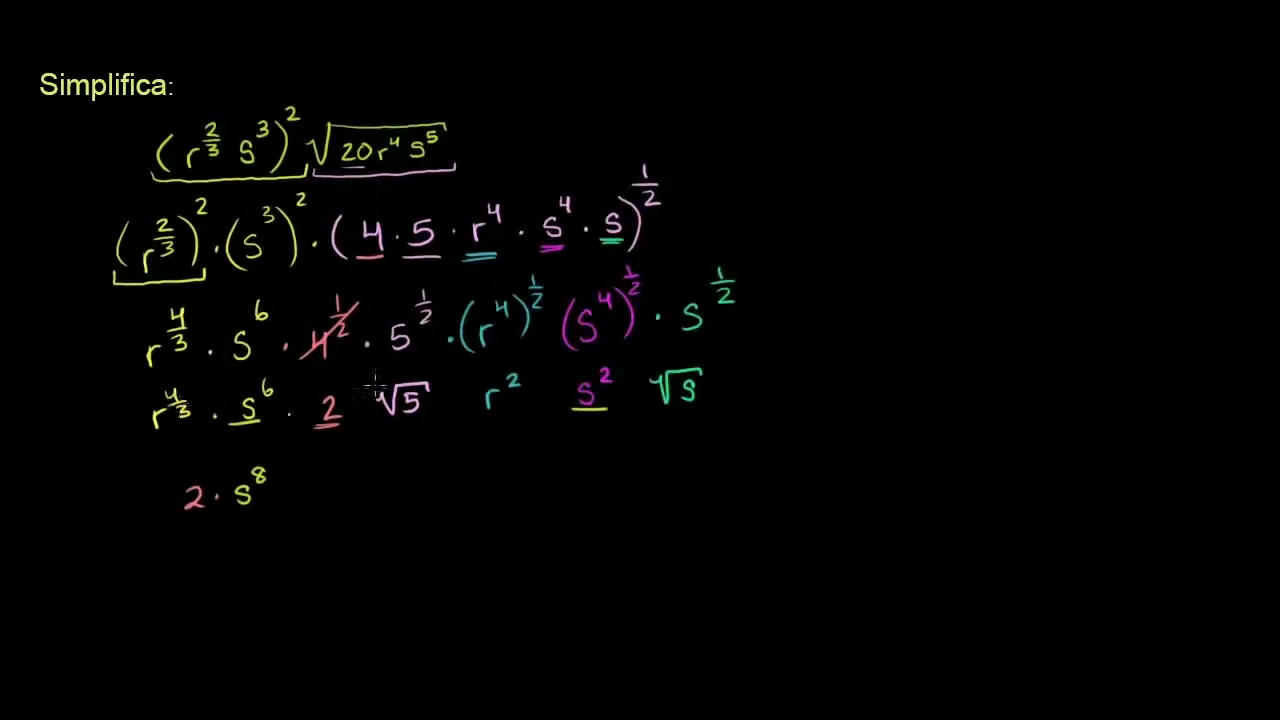 Simplifica:
(r^{2/3} s^3)^2 √(20r^4 s^5)
(r^{2/3})^2 · (s^3)^2 · (4 · 5 · r^4 · s^4 · s)^{1/2}
r^{4/3} · s^6 · 4^{1/2} · 5^{1/2} · (r^4)^{1/2} (s^4)^{1/2} · s^{1/2}
r^{4/3} · s^6 · 2 √5 r^2 s^2 √s
2 · s^8